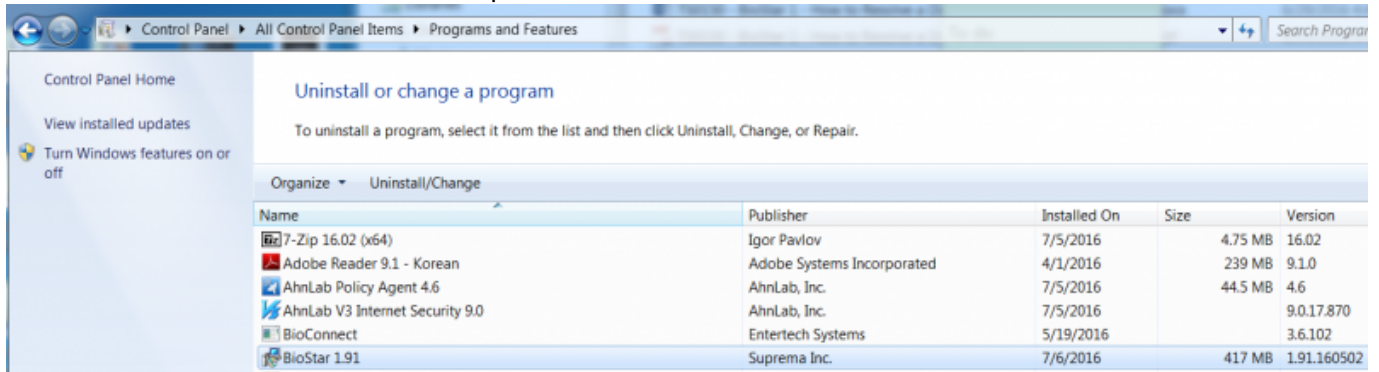 Control Panel ▸ All Control Panel Items ▸ Programs and Features
Search Progra
Control Panel Home
View installed updates
Turn Windows features on or
off
Uninstall or change a program
To uninstall a program, select it from the list and then click Uninstall, Change, or Repair.
Organize Uninstall/Change
Name Publisher Installed On Size Version
7-Zip 16.02 (x64) Igor Pavlov 7/5/2016 4.75 MB 16.02
Adobe Reader 9.1 - Korean Adobe Systems Incorporated 4/1/2016 239 MB 9.1.0
AhnLab Policy Agent 4.6 AhnLab, Inc. 7/5/2016 44.5 MB 4.6
AhnLab V3 Internet Security 9.0 AhnLab, Inc. 7/5/2016 9.0.17.870
BioConnect Entertech Systems 5/19/2016 3.6.102
BioStar 1.91 Suprema Inc. 7/6/2016 417 MB 1.91.160502